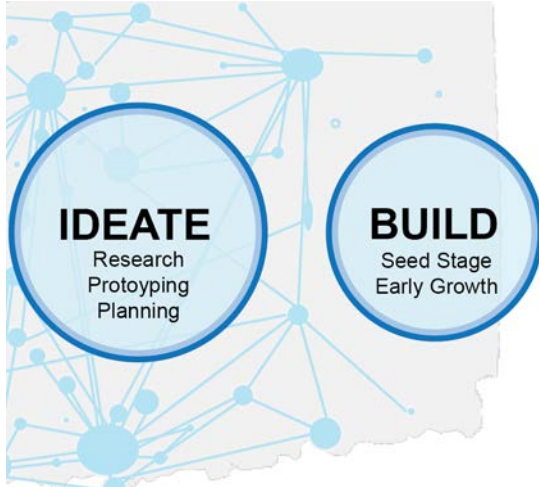 IDEATE
Research
Protoyping
Planning
BUILD
Seed Stage
Early Growth